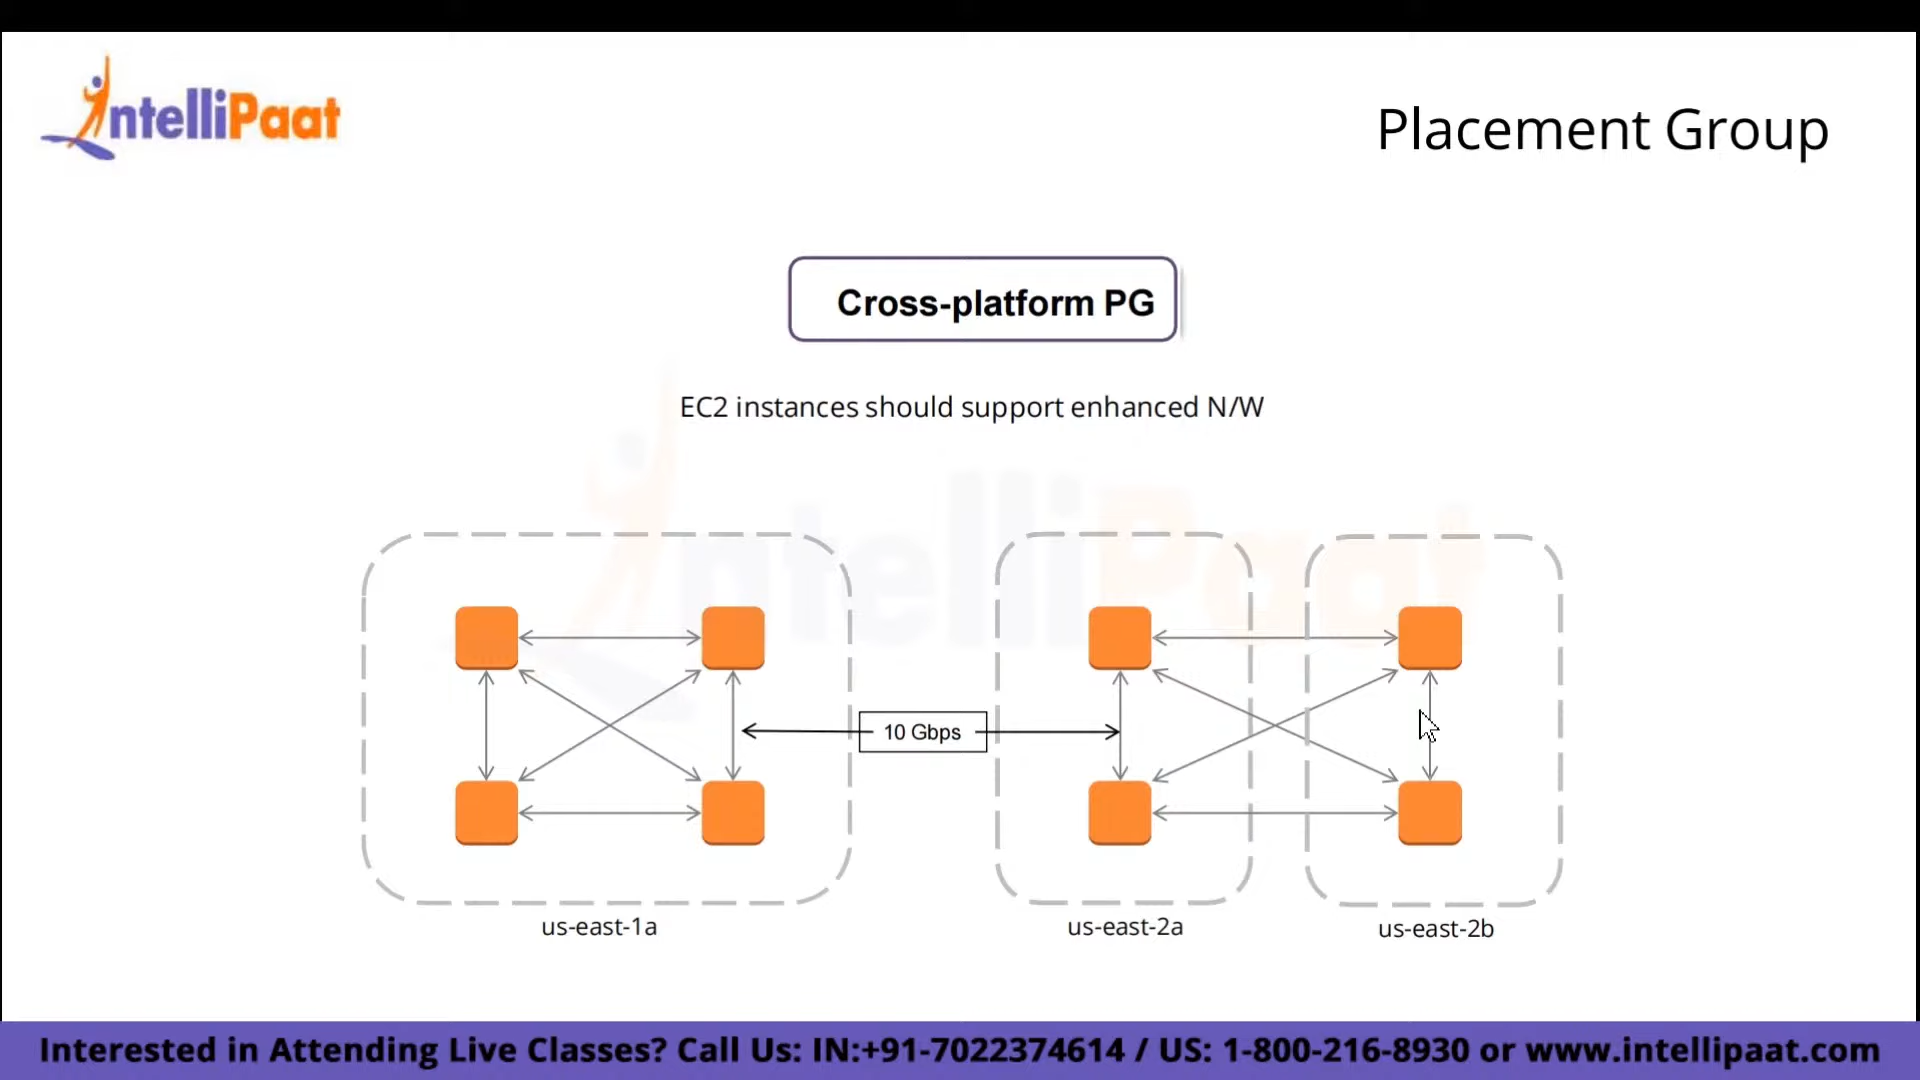 IntelliPaat
Placement Group
Cross-platform PG
EC2 instances should support enhanced N/W
IntelliPaat
10 Gbps
us-east-1a
us-east-2a
us-east-2b
Interested in Attending Live Classes? Call Us: IN:+91-7022374614 / US: 1-800-216-8930 or www.intellipaat.com